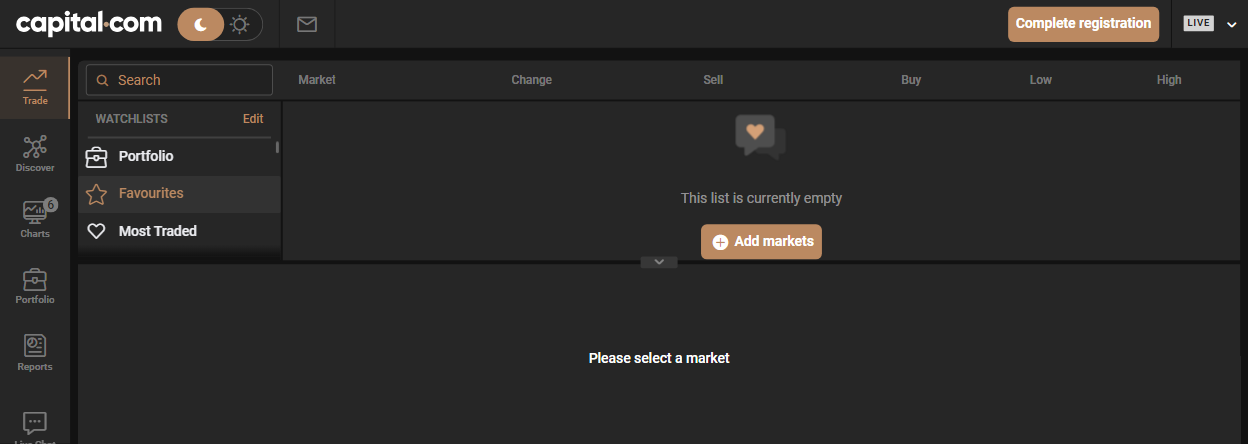 capital.com
Complete registration
LIVE
Trade
Search
Market
Change
Sell
Buy
Low
High
WATCHLISTS
Edit
Portfolio
Favourites
Most Traded
This list is currently empty
Add markets
Please select a market
Discover
6
Charts
Portfolio
Reports